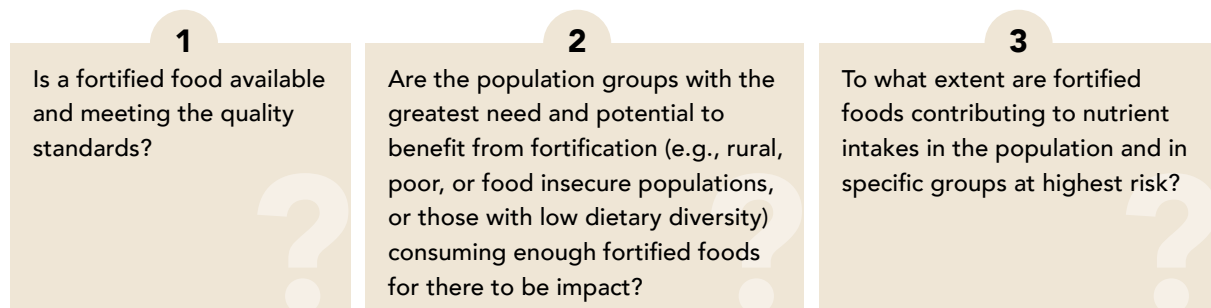 1
Is a fortified food available
and meeting the quality
standards?
2
Are the population groups with the
greatest need and potential to
benefit from fortification (e.g., rural,
poor, or food insecure populations,
or those with low dietary diversity)
consuming enough fortified foods
for there to be impact?
3
To what extent are fortified
foods contributing to nutrient
intakes in the population and in
specific groups at highest risk?